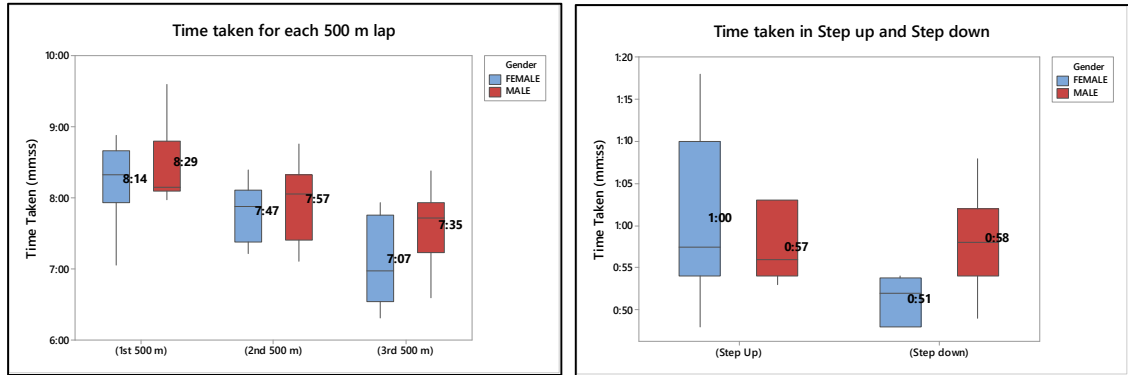 Time taken for each 500 m lap
10:00
9:00
8:00
7:00
6:00
Time Taken (mm:ss)
8:14
8:29
7:47
7:57
7:07
7:35
(1st 500 m)
(2nd 500 m)
(3rd 500 m)
Gender
FEMALE
MALE
Time taken in Step up and Step down
1:20
1:15
1:10
1:05
1:00
0:55
0:50
Time Taken (mm:ss)
1:00
0:57
0:51
0:58
(Step Up)
(Step down)
Gender
FEMALE
MALE